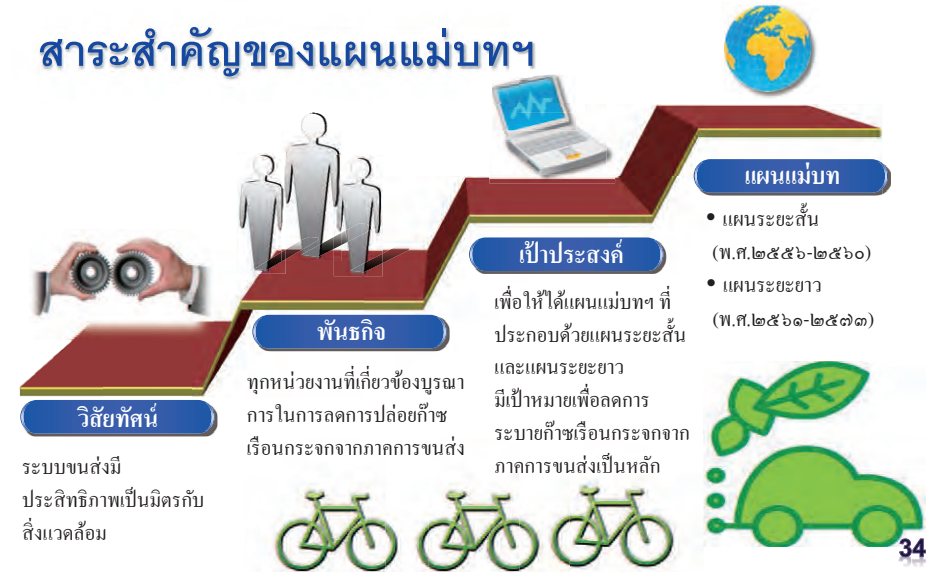 สาระสำคัญของแผนแม่บทฯ
วิสัยทัศน์
ระบบขนส่งมี
ประสิทธิภาพเป็นมิตรกับ
สิ่งแวดล้อม
พันธกิจ
ทุกหน่วยงานที่เกี่ยวข้องบูรณา
การในการลดการปล่อยก๊าซ
เรือนกระจกจากภาคการขนส่ง
เป้าประสงค์
เพื่อให้ได้แผนแม่บทฯ ที่
ประกอบด้วยแผนระยะสั้น
และแผนระยะยาว
มีเป้าหมายเพื่อลดการ
ระบายก๊าซเรือนกระจกจาก
ภาคการขนส่งเป็นหลัก
แผนแม่บท
• แผนระยะสั้น
(พ.ศ.๒๕๕๖-๒๕๖๐)
• แผนระยะยาว
(พ.ศ.๒๕๖๑-๒๕๗๓)
34